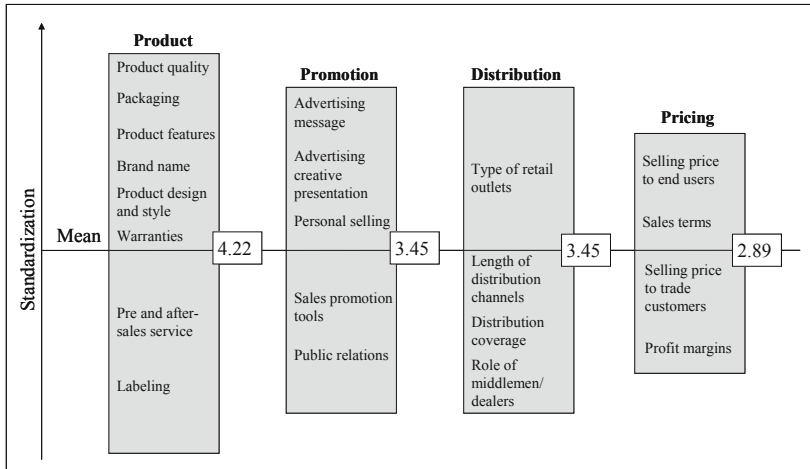 Standardization
Mean
Product
Product quality
Packaging
Product features
Brand name
Product design
and style
Warranties
4.22
Pre and after-
sales service
Labeling
Promotion
Advertising
message
Advertising
creative
presentation
Personal selling
3.45
Sales promotion
tools
Public relations
Distribution
Type of retail
outlets
3.45
Length of
distribution
channels
Distribution
coverage
Role of
middlemen/
dealers
Pricing
Selling price
to end users
Sales terms
2.89
Selling price
to trade
customers
Profit margins